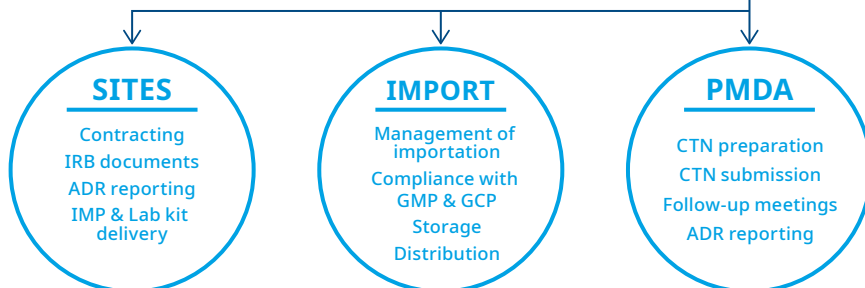 SITES
Contracting
IRB documents
ADR reporting
IMP & Lab kit
delivery
IMPORT
Management of
importation
Compliance with
GMP & GCP
Storage
Distribution
PMDA
CTN preparation
CTN submission
Follow-up meetings
ADR reporting